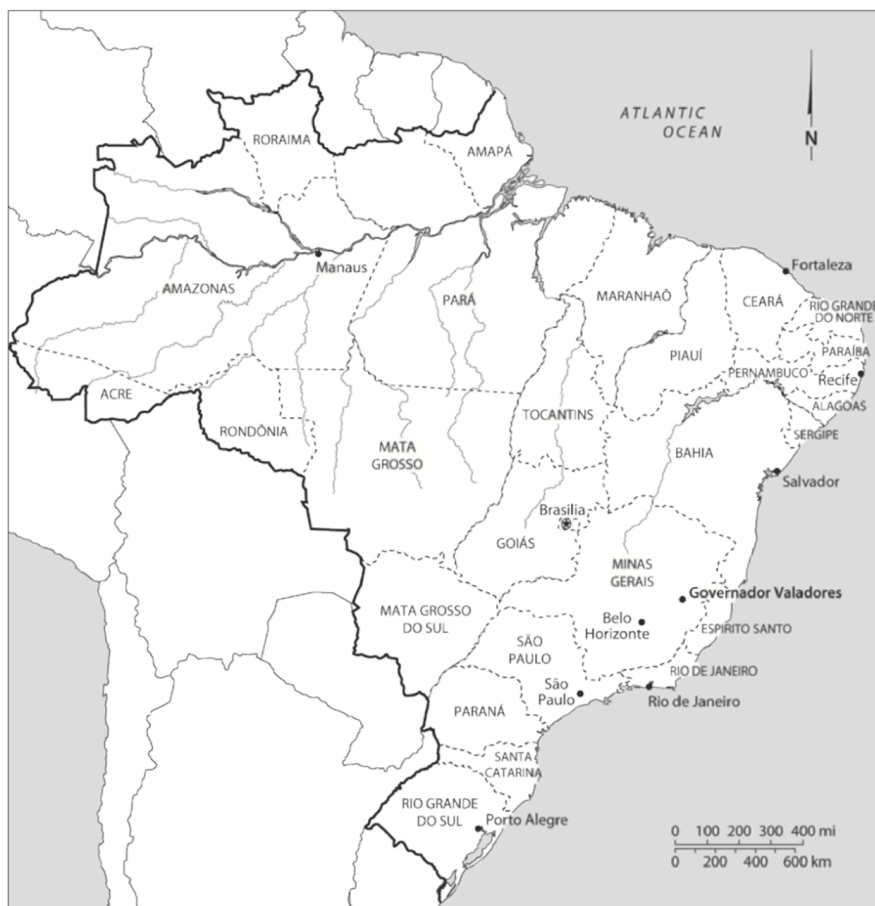 ATLANTIC
OCEAN
N
RORAIMA
AMAPÁ
Manaus
AMAZONAS
PARÁ
MARANHAÕ
CEARÁ
Fortaleza
RIO GRANDE
DO NORTE
PIAUÍ
PARAÍBA
PERNAMBUCO
Recife
ACRE
ALAGOAS
TOCANTINS
RONDÔNIA
SERGIPE
MATA
GROSSO
BAHIA
Salvador
Brasilia
GOIÁS
MINAS
GERAIS
Governador Valadores
MATA GROSSO
DO SUL
Belo
Horizonte
ESPIRITO SANTO
SÃO
PAULO
RIO DE JANEIRO
São
Paulo
Rio de Janeiro
PARANÁ
SANTA
CATARINA
RIO GRANDE
DO SUL
Porto Alegre
0 100 200 300 400 mi
0 200 400 600 km